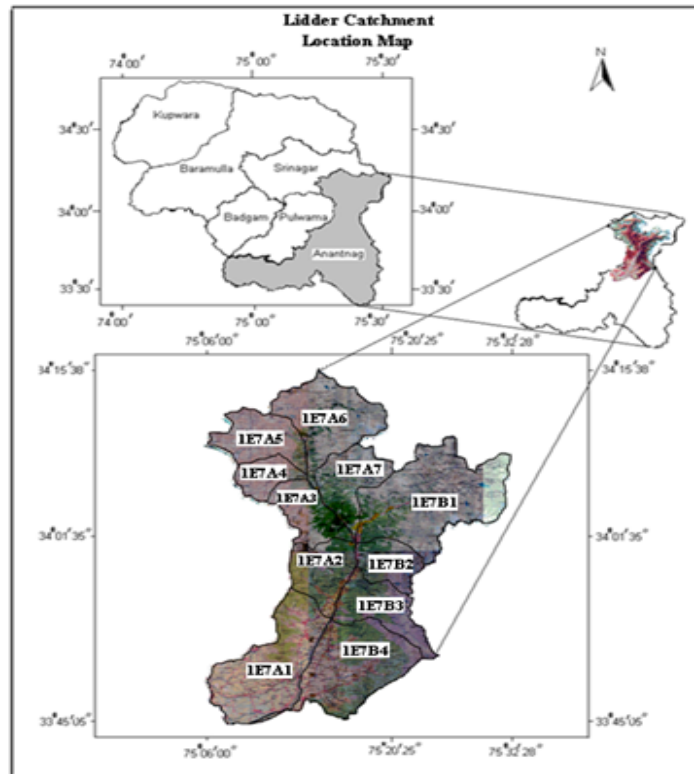 Lidder Catchment
Location Map
N
74°00′ 75°00′ 75°30′
34°30′ 34°30′
Kupwara
Baramulla Srinagar
34°00′ 34°00′
Badgam Pulwama
Anantnag
33°30′ 33°30′
74°00′ 75°00′ 75°30′
75°06′00″ 75°20′25″ 75°32′28″
34°15′38″ 34°15′38″
1E7A6
1E7A5
1E7A4 1E7A7
1E7A3 1E7B1
34°01′35″ 34°01′35″
1E7A2 1E7B2
1E7B3
1E7B4
1E7A1
33°45′05″ 33°45′05″
75°06′00″ 75°20′25″ 75°32′28″